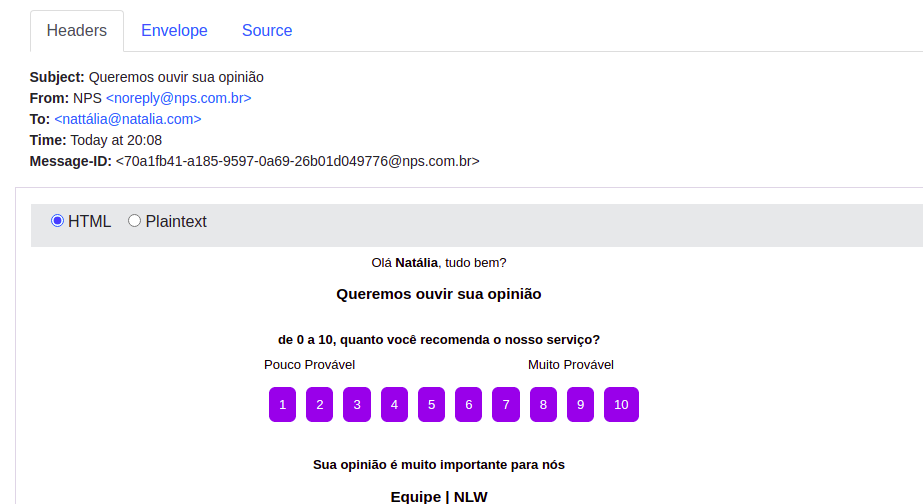 Headers Envelope Source
Subject: Queremos ouvir sua opinião
From: NPS <noreply@nps.com.br>
To: <nattália@natalia.com>
Time: Today at 20:08
Message-ID: <70a1fb41-a185-9597-0a69-26b01d049776@nps.com.br>
HTML Plaintext
Olá Natália, tudo bem?
Queremos ouvir sua opinião
de 0 a 10, quanto você recomenda o nosso serviço?
Pouco Provável Muito Provável
1 2 3 4 5 6 7 8 9 10
Sua opinião é muito importante para nós
Equipe | NLW